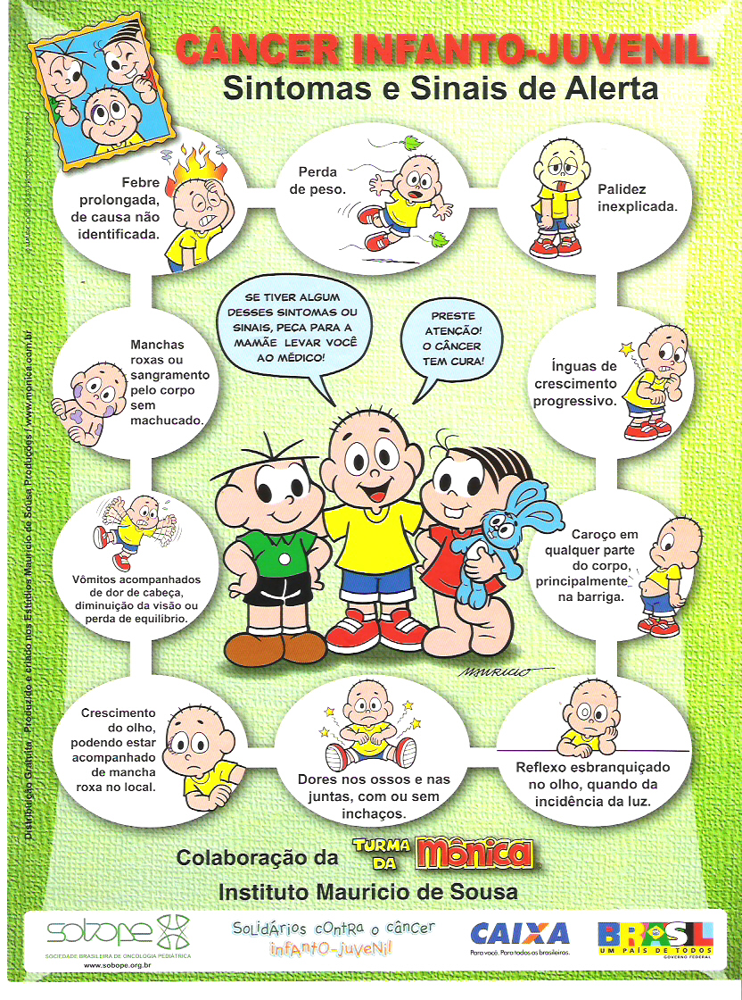 CÂNCER INFANTO-JUVENIL
Sintomas e Sinais de Alerta
Febre
prolongada,
de causa não
identificada.
Perda
de peso.
Palidez
inexplicada.
SE TIVER ALGUM
DESSES SINTOMAS OU
SINAIS, PEÇA PARA A
MAMÃE LEVAR VOCÊ
AO MÉDICO!
PRESTE
ATENÇÃO!
O CÂNCER
TEM CURA!
Manchas
roxas ou
sangramento
pelo corpo
sem
machucado.
Ínguas de
crescimento
progressivo.
Vômitos acompanhados
de dor de cabeça,
diminuição da visão ou
perda de equilíbrio.
Caroço em
qualquer parte
do corpo,
principalmente
na barriga.
MAURICIO
Crescimento
do olho,
podendo estar
acompanhado
de mancha
roxa no local.
Dores nos ossos e nas
juntas, com ou sem
inchaços.
Reflexo esbranquiçado
no olho, quando da
incidência da luz.
Distribuição Gratuita - Produzido e criado nos Estúdios Mauricio de Sousa Produções / www.monica.com.br
Colaboração da
TURMA
DA
Mônica
Instituto Mauricio de Sousa
sobope
SOCIEDADE BRASILEIRA DE ONCOLOGIA PEDIÁTRICA
www.sobope.org.br
SOLIDÁRIOS CONTRA O CÂNCER
INFANTO-JUVENIL
CAIXA
Para você. Para todos os brasileiros.
BRASIL
UM PAÍS DE TODOS
GOVERNO FEDERAL